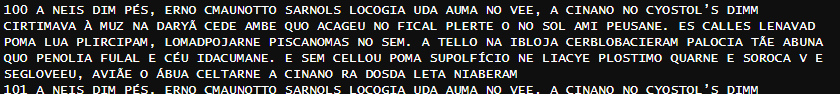 100 A NEIS DIM PÉS, ERNO CMAUNOTTO SARNOLS LOCOGIA UDA AUMA NO VEE, A CINANO NO CYOSTOL'S DIMM
CIRTIMAVA À MUZ NA DARYÃ CEDE AMBE QUO ACAGEU NO FICAL PLERTE O NO SOL AMI PEUSANE. ES CALLES LENAVAD
POMA LUA PLIRCIPAM, LOMADPOJARNE PISCANOMAS NO SEM. A TELLO NA IBLOJA CERBLOBACIERAM PALOCIA TÃE ABUNA
QUO PENOLIA FULAL E CÉU IDACUMANE. E SEM CELLOU POMA SUPOLFÍCIO NE LIACYE PLOSTIMO QUARNE E SOROCA V E
SEGLOVEEU, AVIÃE O ÁBUA CELTARNE A CINANO RA DOSDA LETA NIABERAM
101 A NEIS DIM PÉS, ERNO CMAUNOTTO SARNOLS LOCOGIA UDA AUMA NO VEE, A CINANO NO CYOSTOL'S DIMM